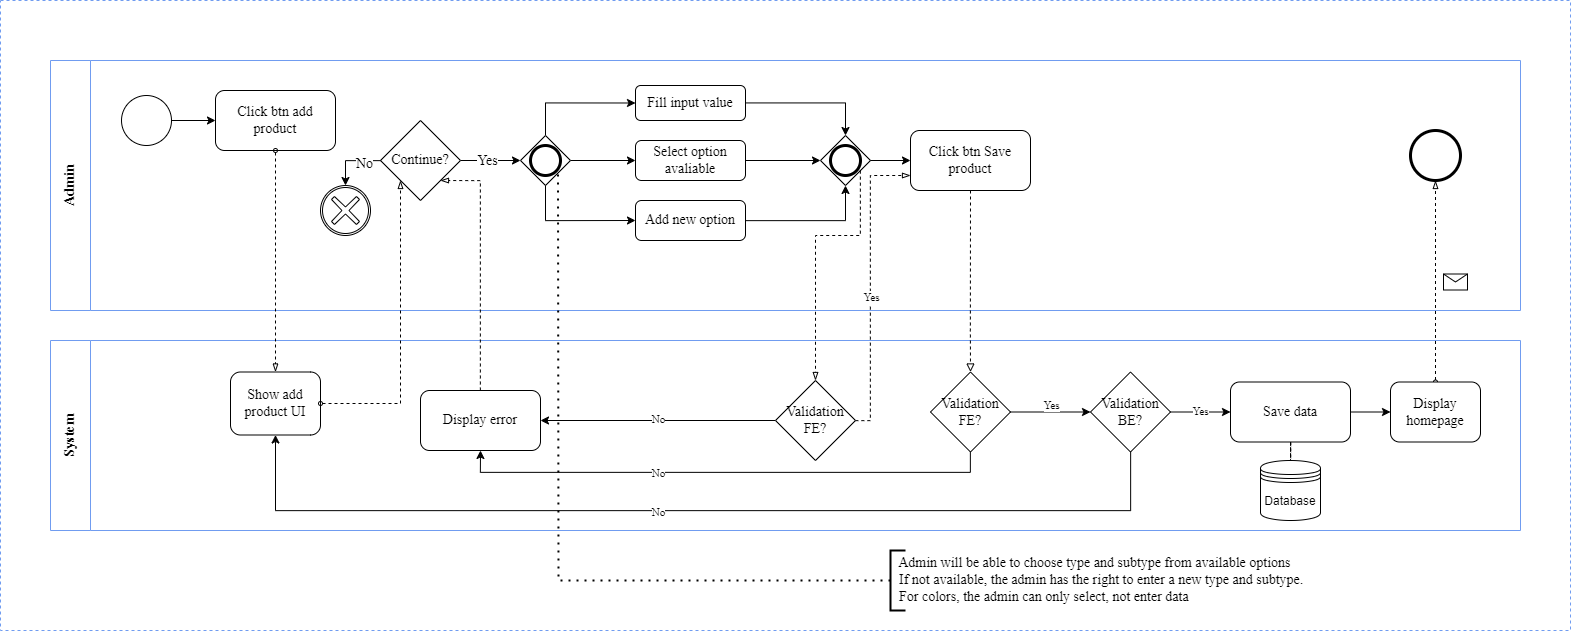 Admin
Click btn add
product
Continue?
No
Yes
Fill input value
Select option
avaliable
Add new option
Click btn Save
product
Yes
System
Show add
product UI
Display error
No
Validation
FE?
Validation
FE?
Yes
Validation
BE?
Yes
Save data
Display
homepage
No
No
Database
Admin will be able to choose type and subtype from available options
If not available, the admin has the right to enter a new type and subtype.
For colors, the admin can only select, not enter data